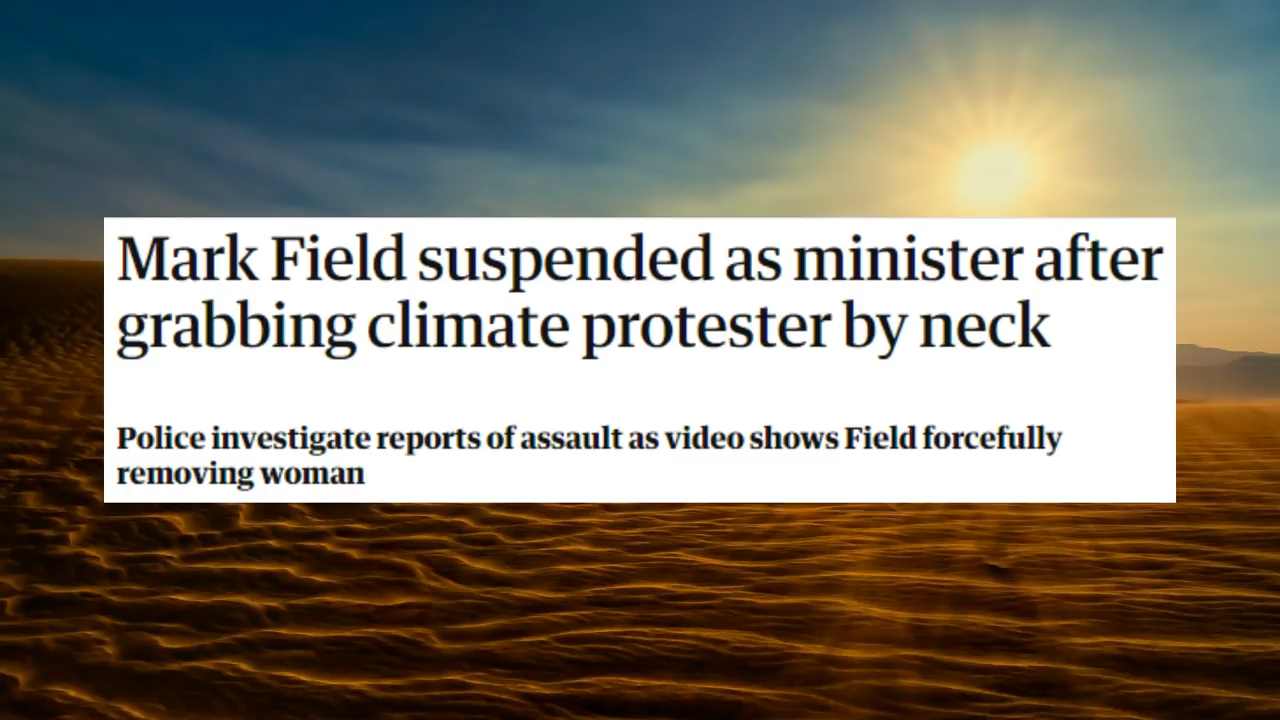 Mark Field suspended as minister after
grabbing climate protester by neck
Police investigate reports of assault as video shows Field forcefully
removing woman